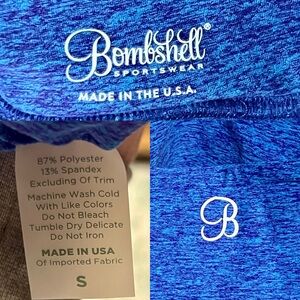 Bombshell®
SPORTSWEAR
MADE IN THE U.S.A.
87% Polyester
13% Spandex
Excluding Of Trim
Machine Wash Cold
With Like Colors
Do Not Bleach
Tumble Dry Delicate
Do Not Iron
MADE IN USA
Of Imported Fabric
S
B